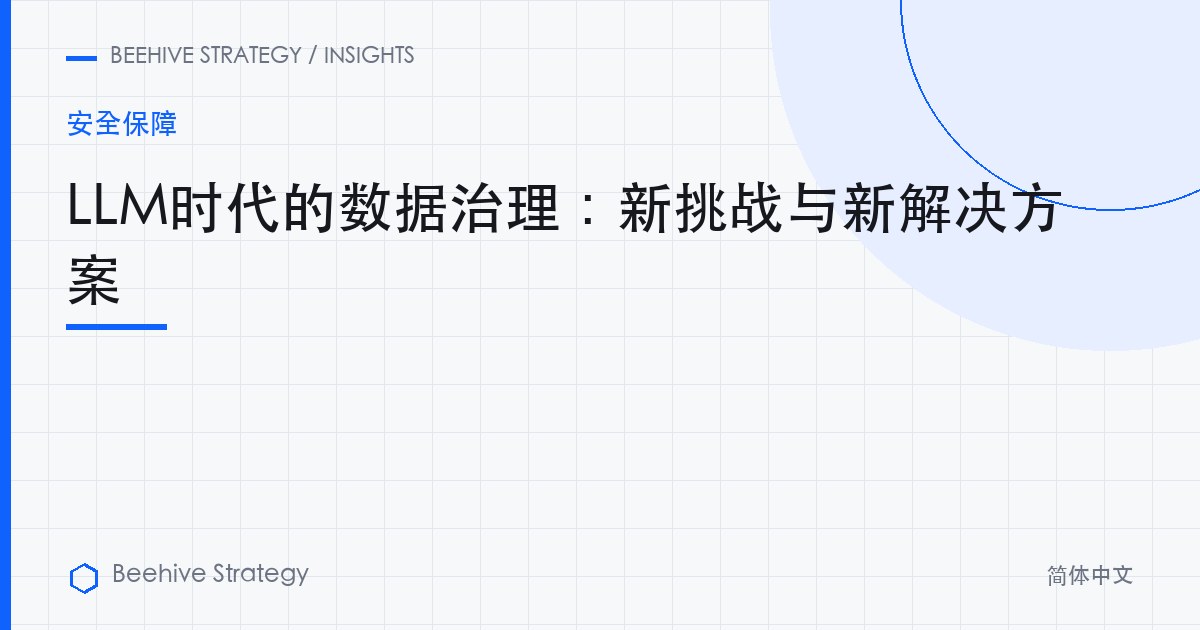 BEEHIVE STRATEGY / INSIGHTS
安全保障
LLM时代的数据治理：新挑战与新解决方
案
Beehive Strategy
简体中文